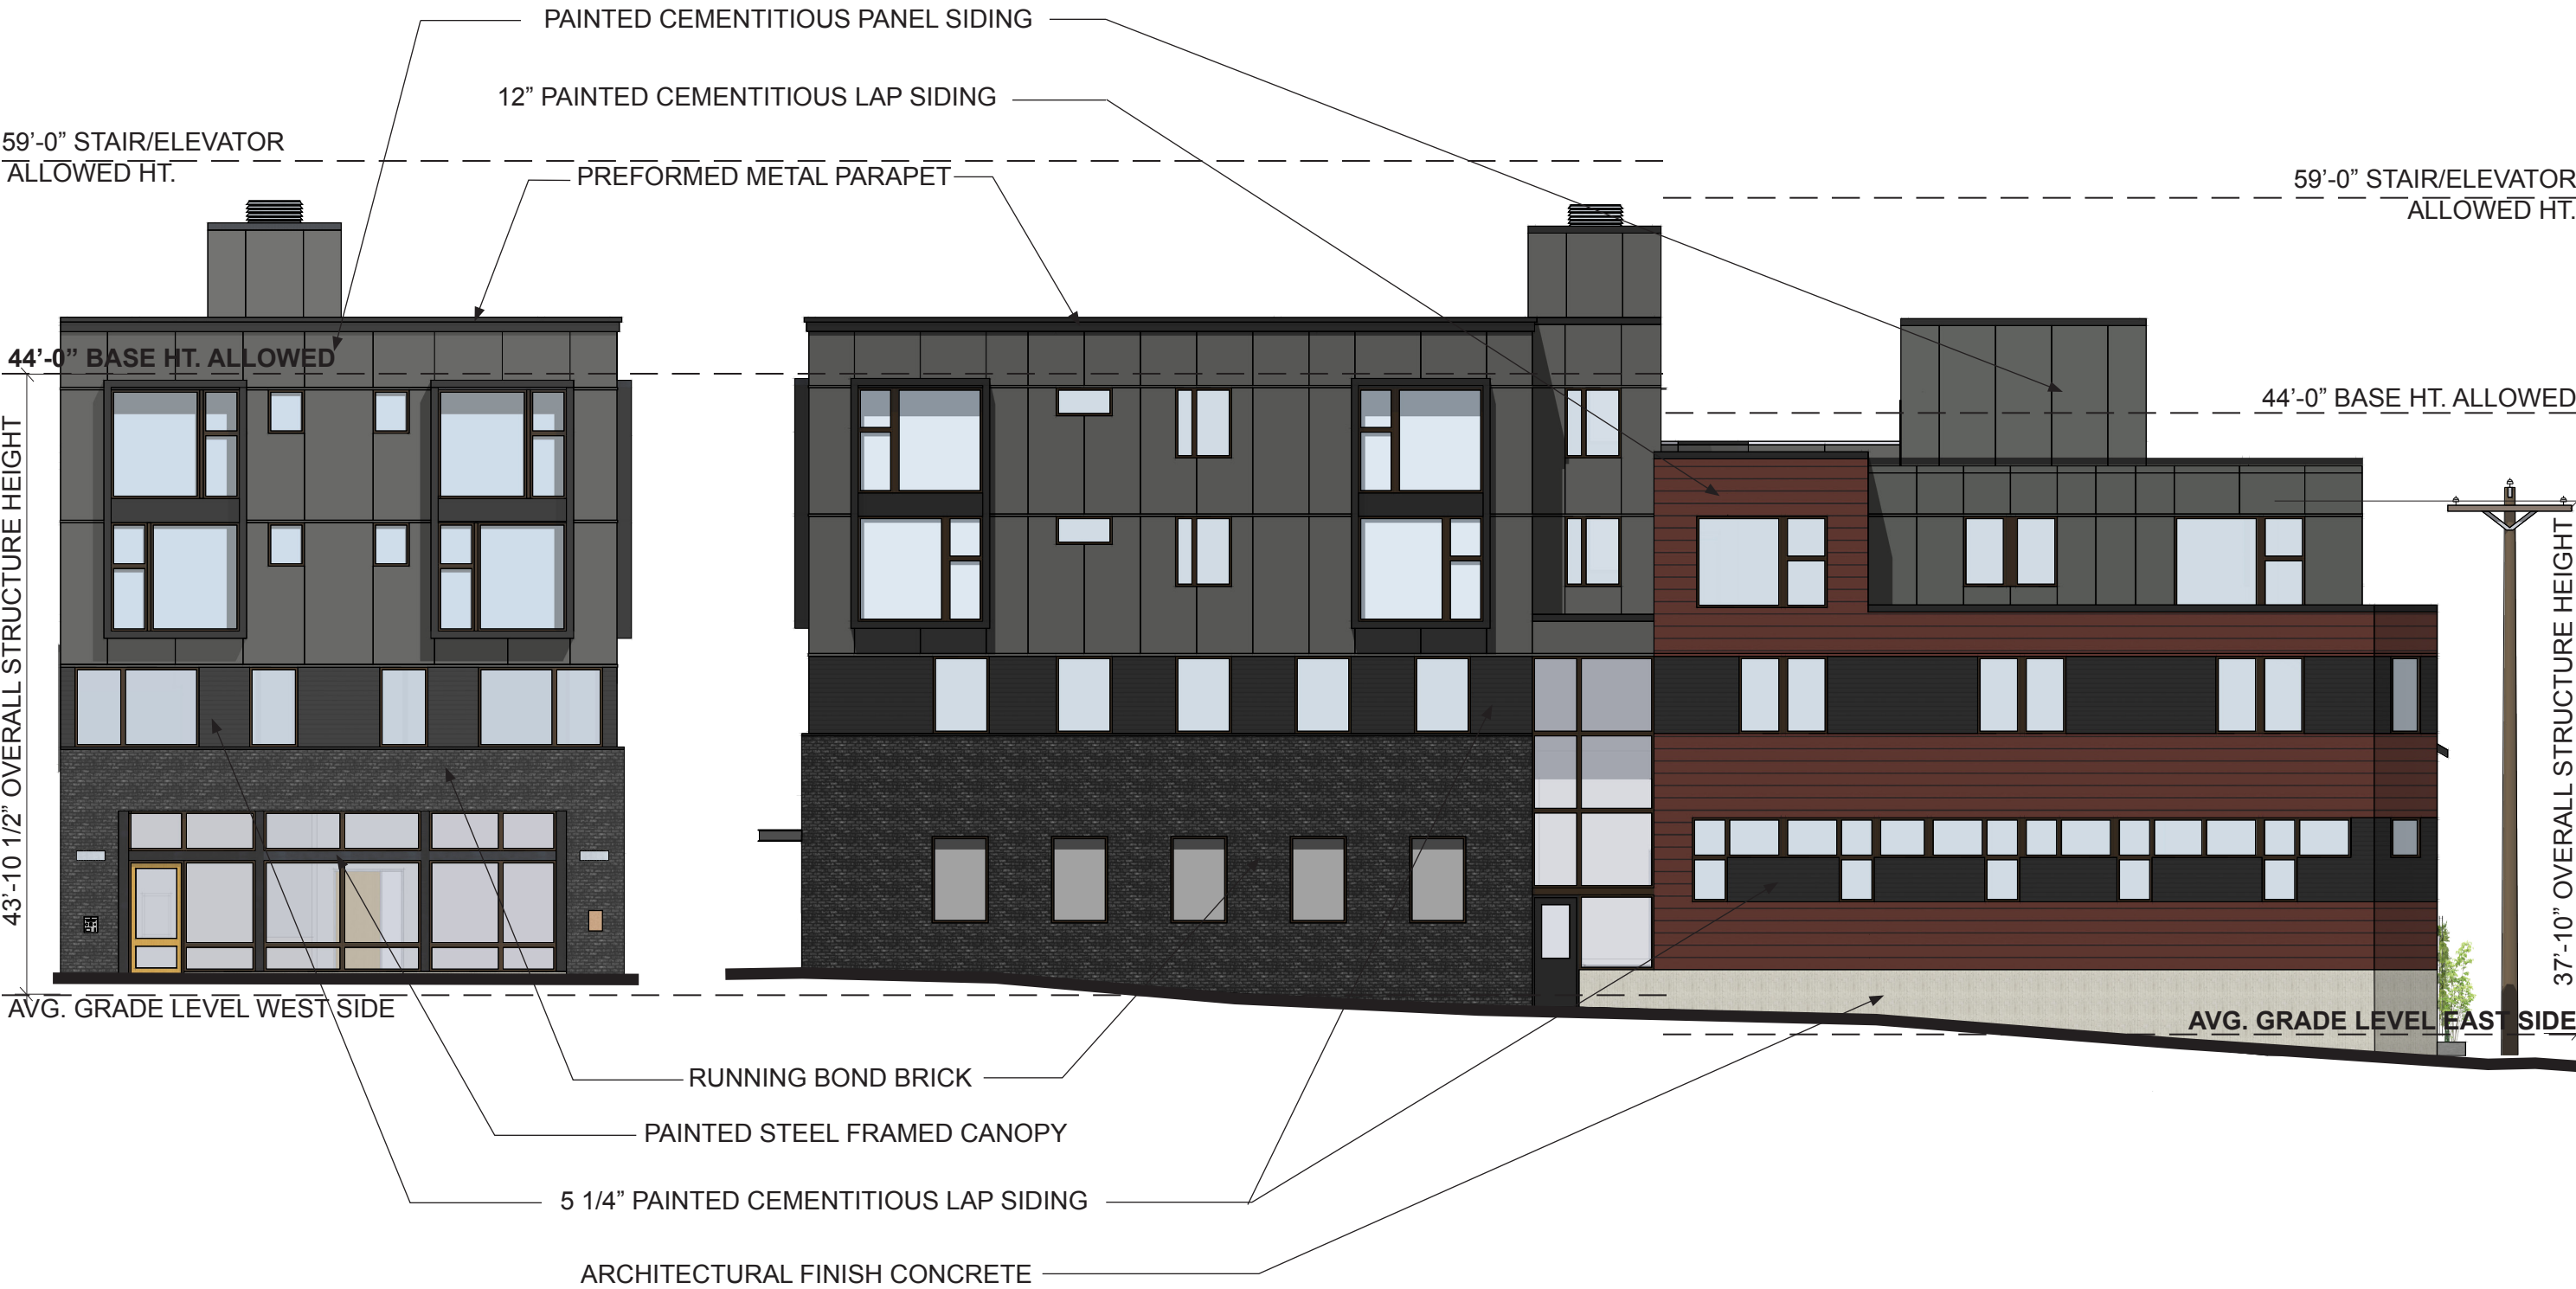 PAINTED CEMENTITIOUS PANEL SIDING
12” PAINTED CEMENTITIOUS LAP SIDING
59’-0” STAIR/ELEVATOR
ALLOWED HT.
PREFORMED METAL PARAPET
59’-0” STAIR/ELEVATOR
ALLOWED HT.
44’-0” BASE HT. ALLOWED
44’-0” BASE HT. ALLOWED
43’-10 1/2” OVERALL STRUCTURE HEIGHT
37’-10” OVERALL STRUCTURE HEIGHT
AVG. GRADE LEVEL WEST SIDE
AVG. GRADE LEVEL EAST SIDE
RUNNING BOND BRICK
PAINTED STEEL FRAMED CANOPY
5 1/4” PAINTED CEMENTITIOUS LAP SIDING
ARCHITECTURAL FINISH CONCRETE